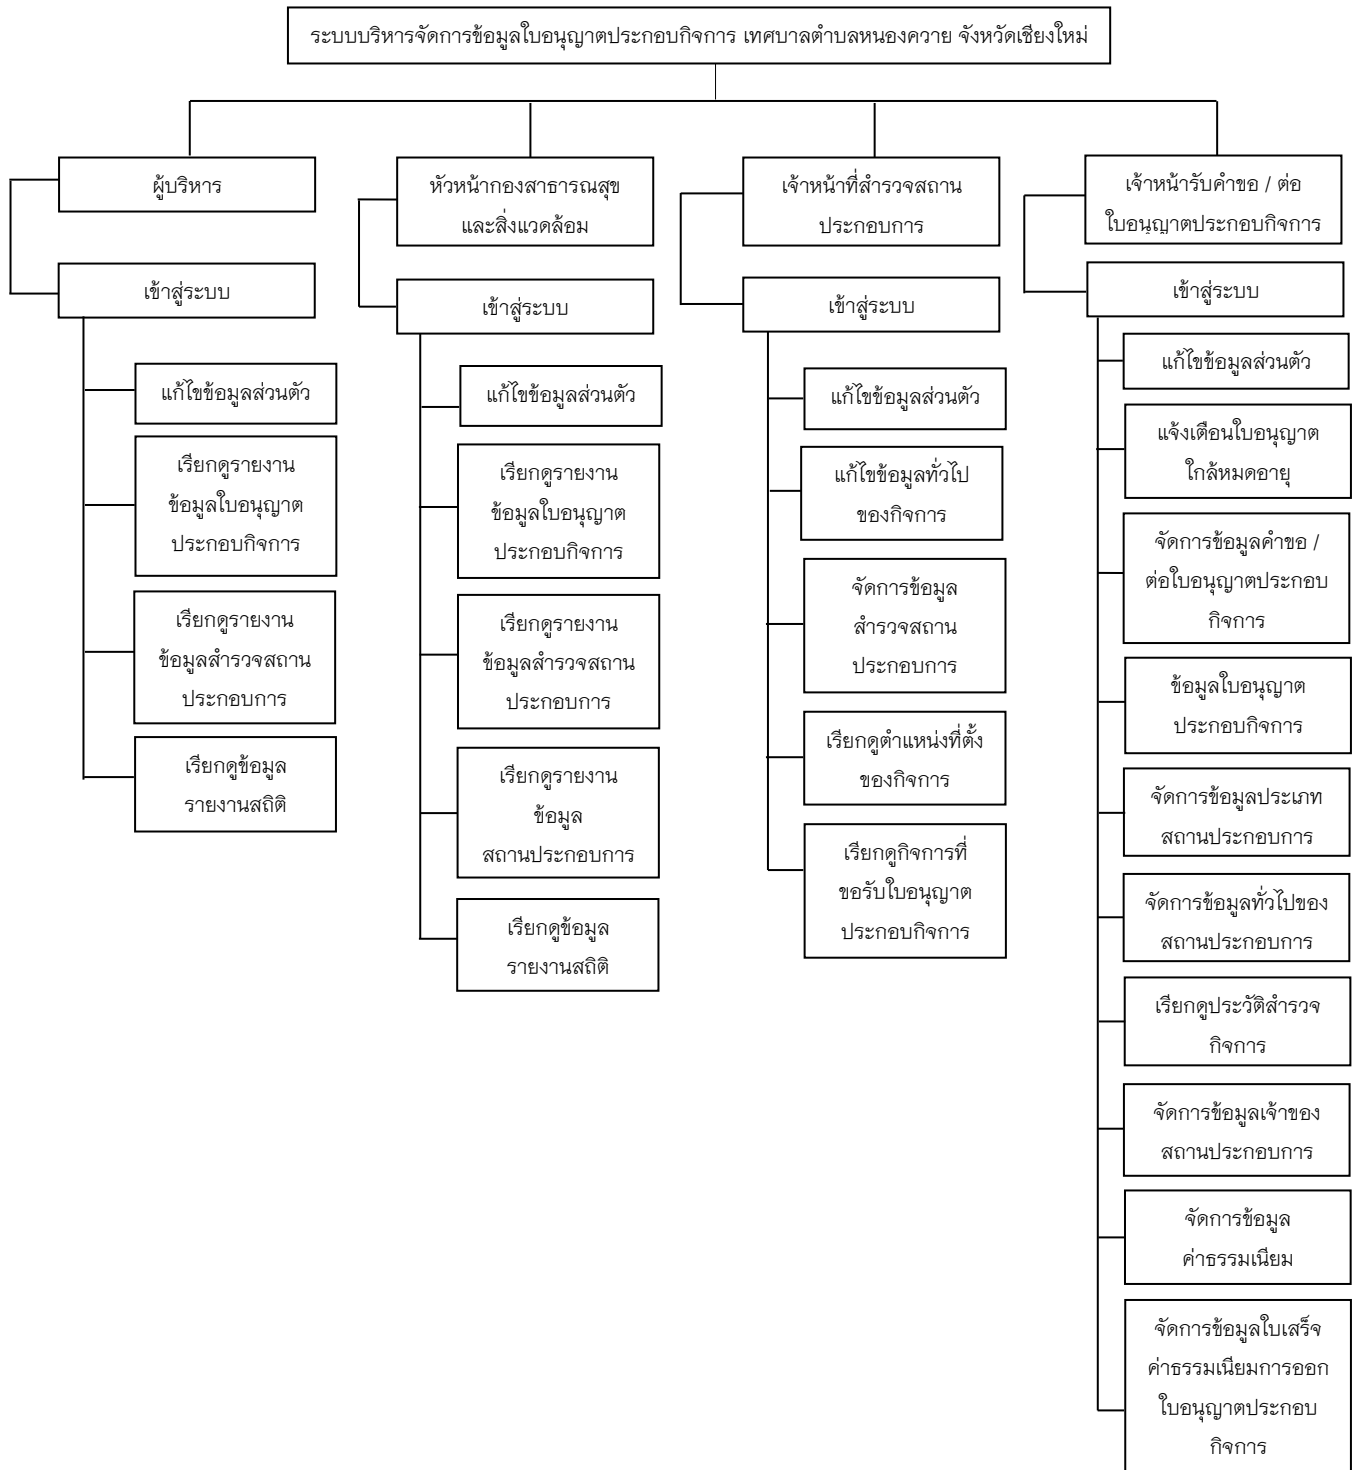 ระบบบริหารจัดการข้อมูลใบอนุญาตประกอบกิจการ เทศบาลตำบลหนองควาย จังหวัดเชียงใหม่
ผู้บริหาร
เข้าสู่ระบบ
แก้ไขข้อมูลส่วนตัว
เรียกดูรายงาน
ข้อมูลใบอนุญาต
ประกอบกิจการ
เรียกดูรายงาน
ข้อมูลสำรวจสถาน
ประกอบการ
เรียกดูข้อมูล
รายงานสถิติ
หัวหน้ากองสาธารณสุข
และสิ่งแวดล้อม
เข้าสู่ระบบ
แก้ไขข้อมูลส่วนตัว
เรียกดูรายงาน
ข้อมูลใบอนุญาต
ประกอบกิจการ
เรียกดูรายงาน
ข้อมูลสำรวจสถาน
ประกอบการ
เรียกดูรายงาน
ข้อมูล
สถานประกอบการ
เรียกดูข้อมูล
รายงานสถิติ
เจ้าหน้าที่สำรวจสถาน
ประกอบการ
เข้าสู่ระบบ
แก้ไขข้อมูลส่วนตัว
แก้ไขข้อมูลทั่วไป
ของกิจการ
จัดการข้อมูล
สำรวจสถาน
ประกอบการ
เรียกดูตำแหน่งที่ตั้ง
ของกิจการ
เรียกดูกิจการที่
ขอรับใบอนุญาต
ประกอบกิจการ
เจ้าหน้ารับคำขอ / ต่อ
ใบอนุญาตประกอบกิจการ
เข้าสู่ระบบ
แก้ไขข้อมูลส่วนตัว
แจ้งเตือนใบอนุญาต
ใกล้หมดอายุ
จัดการข้อมูลคำขอ /
ต่อใบอนุญาตประกอบ
กิจการ
ข้อมูลใบอนุญาต
ประกอบกิจการ
จัดการข้อมูลประเภท
สถานประกอบการ
จัดการข้อมูลทั่วไปของ
สถานประกอบการ
เรียกดูประวัติสำรวจ
กิจการ
จัดการข้อมูลเจ้าของ
สถานประกอบการ
จัดการข้อมูล
ค่าธรรมเนียม
จัดการข้อมูลใบเสร็จ
ค่าธรรมเนียมการออก
ใบอนุญาตประกอบ
กิจการ